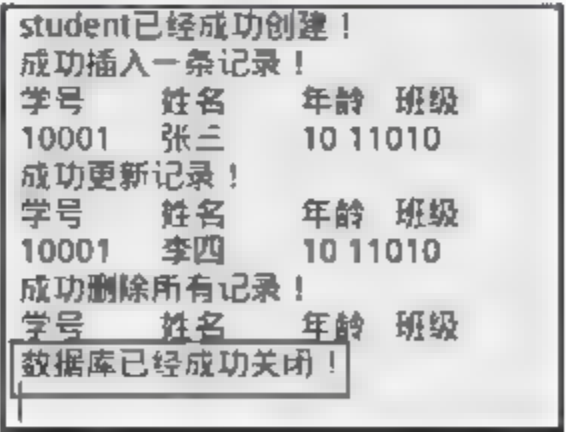 student已经成功创建！
成功插入一条记录！
学号 姓名 年龄 班级
10001 张三 10 11010
成功更新记录！
学号 姓名 年龄 班级
10001 李四 10 11010
成功删除所有记录！
学号 姓名 年龄 班级
数据库已经成功关闭！